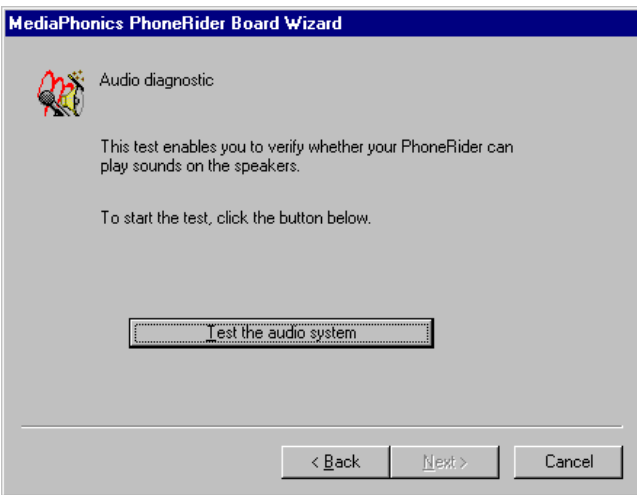 MediaPhonics PhoneRider Board Wizard
Audio diagnostic
This test enables you to verify whether your PhoneRider can
play sounds on the speakers.
To start the test, click the button below.
Test the audio system
< Back
Next >
Cancel